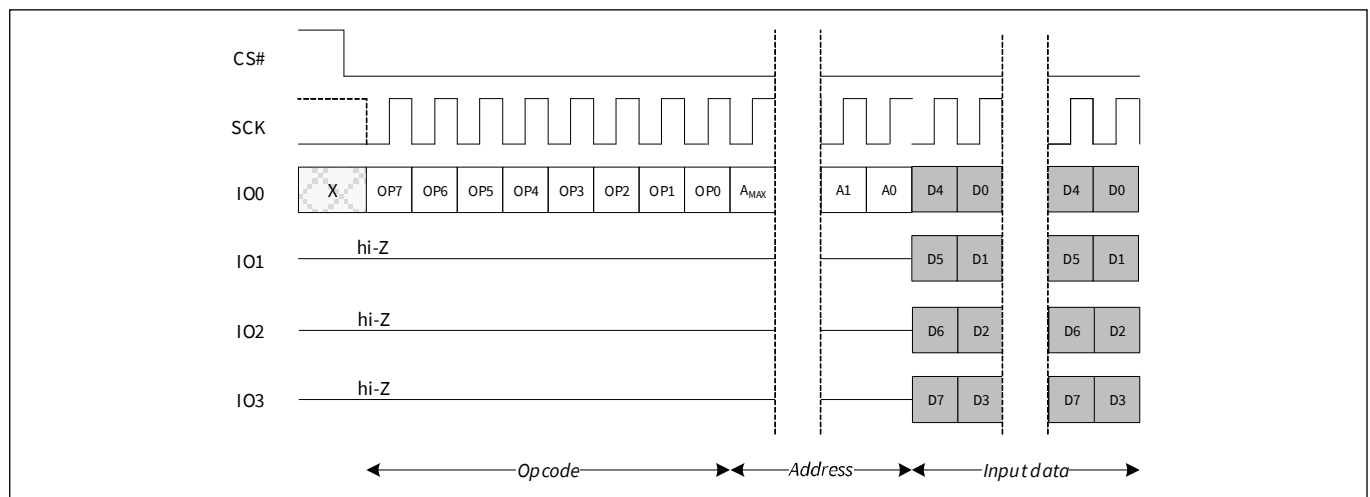 CS#
SCK
IO0 X OP7 OP6 OP5 OP4 OP3 OP2 OP1 OP0 AMAX A1 A0 D4 D0 D4 D0
hi-Z
IO1 D5 D1 D5 D1
hi-Z
IO2 D6 D2 D6 D2
hi-Z
IO3 D7 D3 D7 D3
Opcode Address Input data